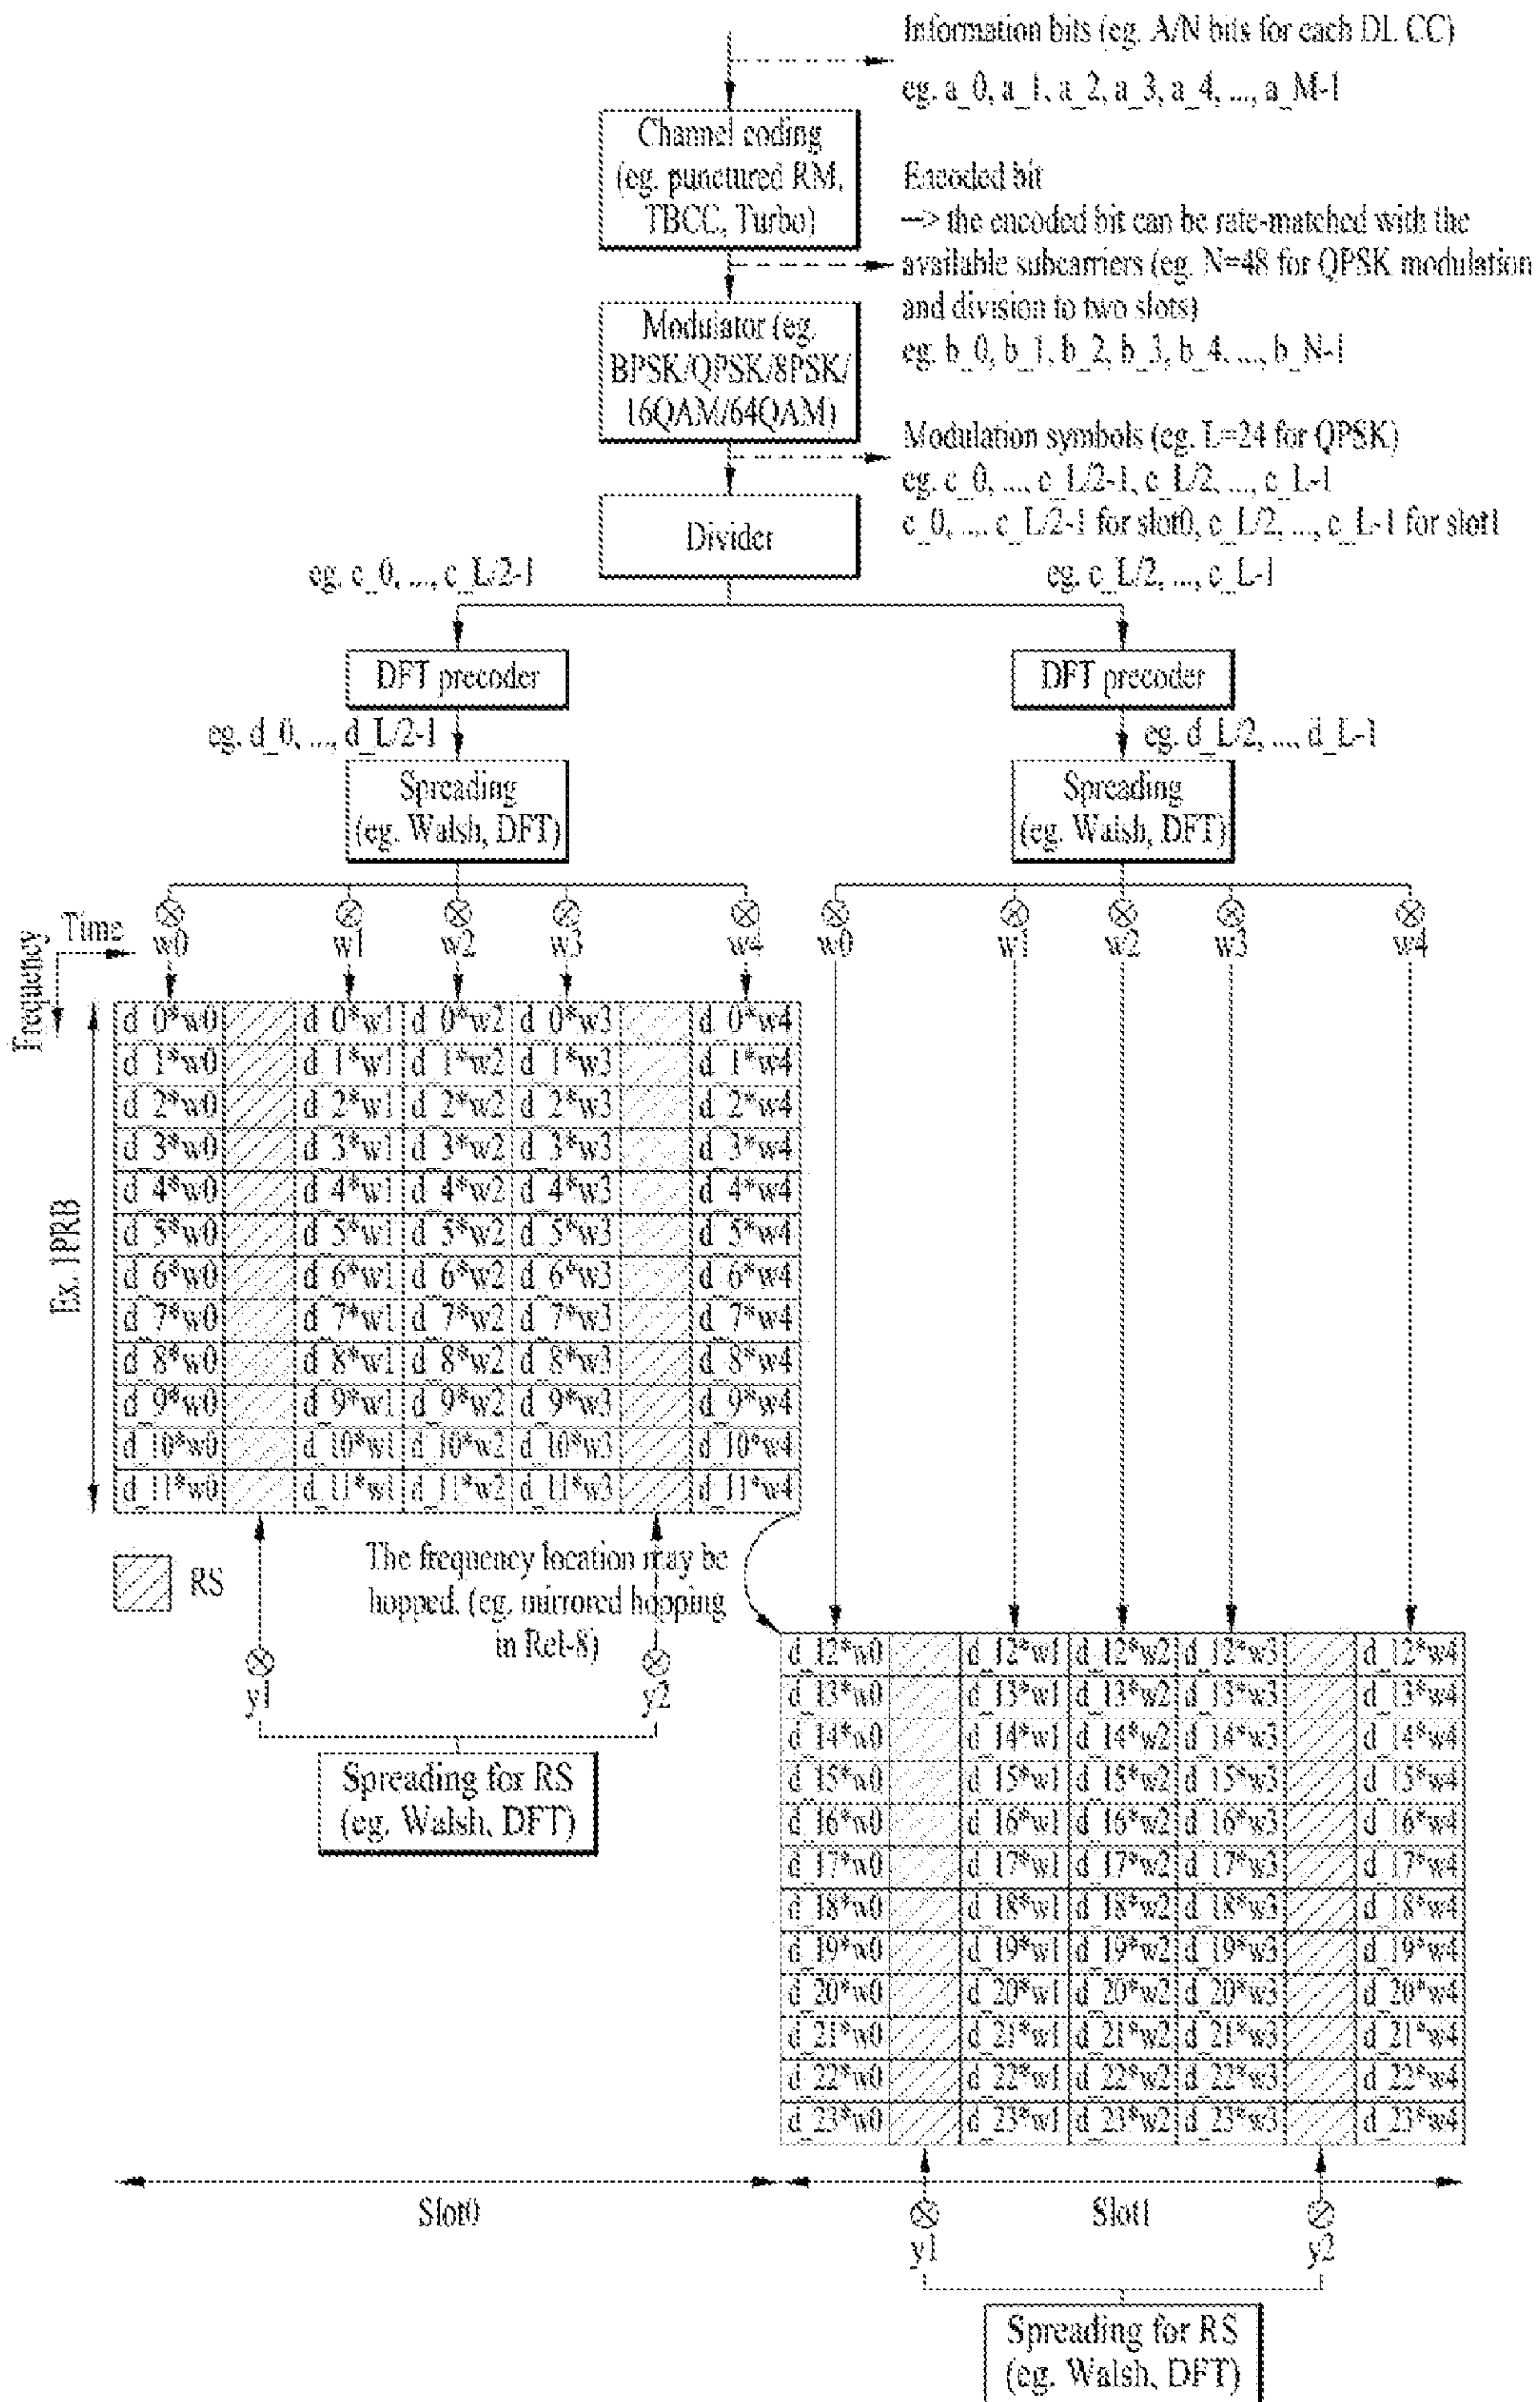 Information bits (eg. A/N bits for each DL CC)
eg. a_0, a_1, a_2, a_3, a_4, ..., a_M-1
Channel coding
(eg. punctured RM,
TBCC, Turbo)
Encoded bit
--> the encoded bit can be rate-matched with the
available subcarriers (eg. N=48 for QPSK modulation
and division to two slots)
eg. b_0, b_1, b_2, b_3, b_4, ..., b_N-1
Modulator (eg.
BPSK/QPSK/8PSK/
16QAM/64QAM)
Modulation symbols (eg. L=24 for QPSK)
eg. c_0, ..., c_L/2-1, c_L/2, ..., c_L-1
c_0, ..., c_L/2-1 for slot0, c_L/2, ..., c_L-1 for slot1
Divider
eg. c_0, ..., c_L/2-1
eg. c_L/2, ..., c_L-1
DFT precoder
DFT precoder
eg. d_0, ..., d_L/2-1
eg. d_L/2, ..., d_L-1
Spreading
(eg. Walsh, DFT)
Spreading
(eg. Walsh, DFT)
Time
Frequency
w0 w1 w2 w3 w4 w0 w1 w2 w3 w4
d_0*w0 d_0*w1 d_0*w2 d_0*w3 d_0*w4
d_1*w0 d_1*w1 d_1*w2 d_1*w3 d_1*w4
d_2*w0 d_2*w1 d_2*w2 d_2*w3 d_2*w4
d_3*w0 d_3*w1 d_3*w2 d_3*w3 d_3*w4
d_4*w0 d_4*w1 d_4*w2 d_4*w3 d_4*w4
d_5*w0 d_5*w1 d_5*w2 d_5*w3 d_5*w4
d_6*w0 d_6*w1 d_6*w2 d_6*w3 d_6*w4
d_7*w0 d_7*w1 d_7*w2 d_7*w3 d_7*w4
d_8*w0 d_8*w1 d_8*w2 d_8*w3 d_8*w4
d_9*w0 d_9*w1 d_9*w2 d_9*w3 d_9*w4
d_10*w0 d_10*w1 d_10*w2 d_10*w3 d_10*w4
d_11*w0 d_11*w1 d_11*w2 d_11*w3 d_11*w4
Ex. 1PRB
RS
The frequency location may be
hopped. (eg. mirrored hopping
in Rel-8)
y1 y2
Spreading for RS
(eg. Walsh, DFT)
d_12*w0 d_12*w1 d_12*w2 d_12*w3 d_12*w4
d_13*w0 d_13*w1 d_13*w2 d_13*w3 d_13*w4
d_14*w0 d_14*w1 d_14*w2 d_14*w3 d_14*w4
d_15*w0 d_15*w1 d_15*w2 d_15*w3 d_15*w4
d_16*w0 d_16*w1 d_16*w2 d_16*w3 d_16*w4
d_17*w0 d_17*w1 d_17*w2 d_17*w3 d_17*w4
d_18*w0 d_18*w1 d_18*w2 d_18*w3 d_18*w4
d_19*w0 d_19*w1 d_19*w2 d_19*w3 d_19*w4
d_20*w0 d_20*w1 d_20*w2 d_20*w3 d_20*w4
d_21*w0 d_21*w1 d_21*w2 d_21*w3 d_21*w4
d_22*w0 d_22*w1 d_22*w2 d_22*w3 d_22*w4
d_23*w0 d_23*w1 d_23*w2 d_23*w3 d_23*w4
Slot0
Slot1
y1 y2
Spreading for RS
(eg. Walsh, DFT)